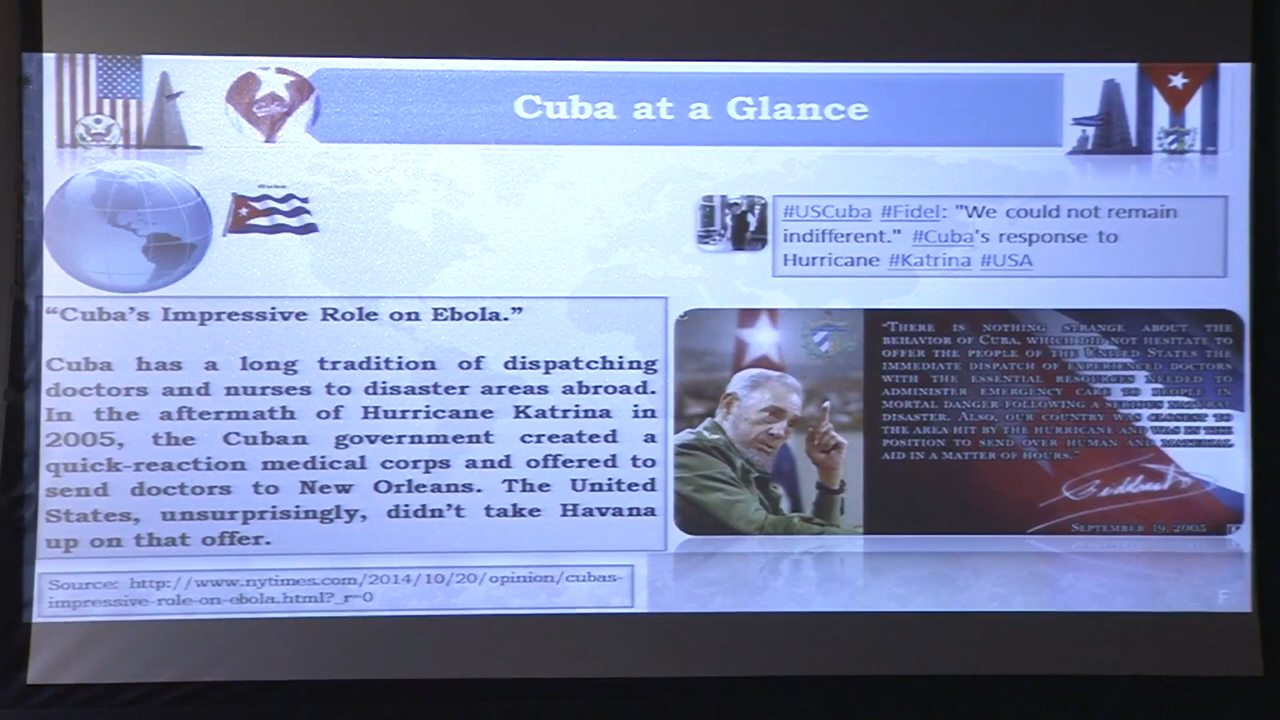 Cuba at a Glance
#USCuba #Fidel: "We could not remain
indifferent." #Cuba's response to
Hurricane #Katrina #USA
“Cuba’s Impressive Role on Ebola.”
Cuba has a long tradition of dispatching
doctors and nurses to disaster areas abroad.
In the aftermath of Hurricane Katrina in
2005, the Cuban government created a
quick-reaction medical corps and offered to
send doctors to New Orleans. The United
States, unsurprisingly, didn’t take Havana
up on that offer.
"THERE IS NOTHING STRANGE ABOUT THE
BEHAVIOR OF CUBA, WHICH DID NOT HESITATE TO
OFFER THE PEOPLE OF THE UNITED STATES THE
IMMEDIATE DISPATCH OF EXPERIENCED DOCTORS
WITH THE ESSENTIAL RESOURCES NEEDED TO
ADMINISTER EMERGENCY CARE TO PEOPLE IN
MORTAL DANGER FOLLOWING A SERIOUS NATURAL
DISASTER. ALSO, OUR COUNTRY WAS CLOSEST TO
THE AREA HIT BY THE HURRICANE AND WAS IN THE
POSITION TO SEND OVER HUMAN AND MATERIAL
AID IN A MATTER OF HOURS."
SEPTEMBER 19, 2005
Source: http://www.nytimes.com/2014/10/20/opinion/cubas-
impressive-role-on-ebola.html?_r=0
F